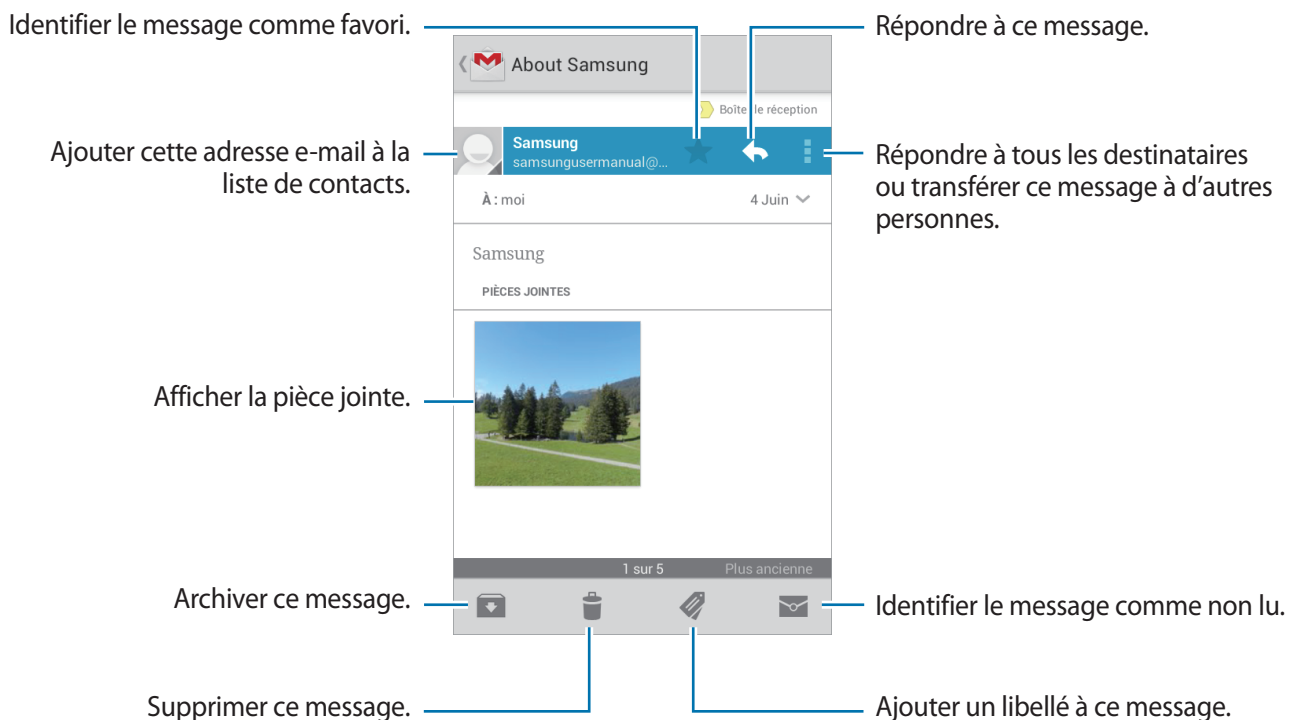 Identifier le message comme favori.
Répondre à ce message.
About Samsung
Boîte de réception
Ajouter cette adresse e-mail à la
liste de contacts.
Samsung
samsungusermanual@...
Répondre à tous les destinataires
ou transférer ce message à d'autres
personnes.
À : moi
4 Juin
Samsung
PIÈCES JOINTES
Afficher la pièce jointe.
1 sur 5
Plus ancienne
Archiver ce message.
Identifier le message comme non lu.
Supprimer ce message.
Ajouter un libellé à ce message.